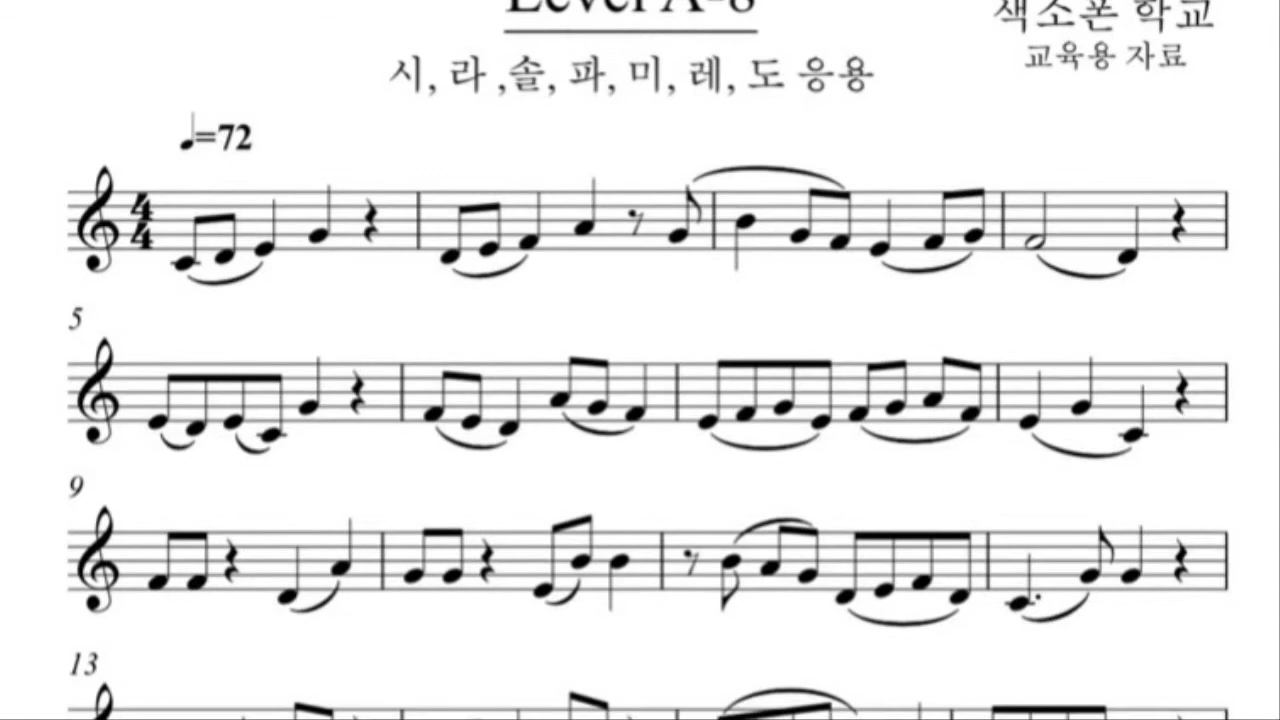 Level A-8
색소폰 학교
교육용 자료
시, 라 ,솔, 파, 미, 레, 도 응용
♩=72
4
4
5
9
13